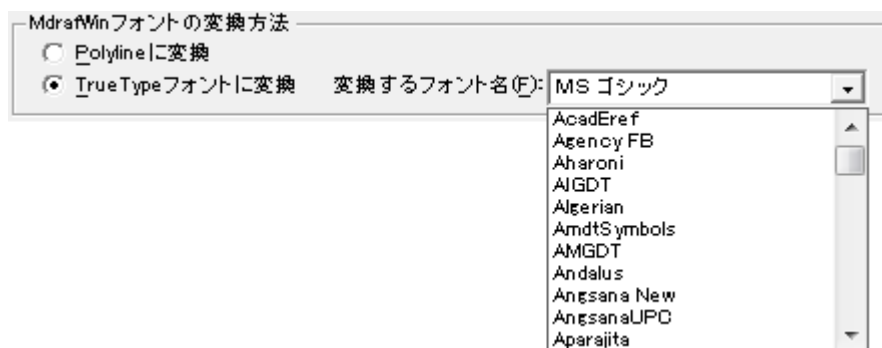 MdrafWinフォントの変換方法
Polylineに変換
TrueTypeフォントに変換 変換するフォント名(F): MS ゴシック
AcadEref
Agency FB
Aharoni
AIGDT
Algerian
AmdtSymbols
AMGDT
Andalus
Angsana New
AngsanaUPC
Aparajita